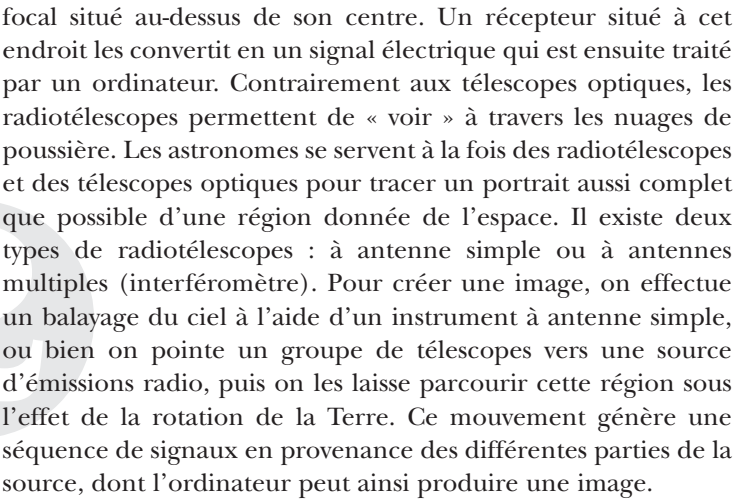 focal situé au-dessus de son centre. Un récepteur situé à cet
endroit les convertit en un signal électrique qui est ensuite traité
par un ordinateur. Contrairement aux télescopes optiques, les
radiotélescopes permettent de « voir » à travers les nuages de
poussière. Les astronomes se servent à la fois des radiotélescopes
et des télescopes optiques pour tracer un portrait aussi complet
que possible d’une région donnée de l’espace. Il existe deux
types de radiotélescopes : à antenne simple ou à antennes
multiples (interféromètre). Pour créer une image, on effectue
un balayage du ciel à l’aide d’un instrument à antenne simple,
ou bien on pointe un groupe de télescopes vers une source
d’émissions radio, puis on les laisse parcourir cette région sous
l’effet de la rotation de la Terre. Ce mouvement génère une
séquence de signaux en provenance des différentes parties de la
source, dont l’ordinateur peut ainsi produire une image.